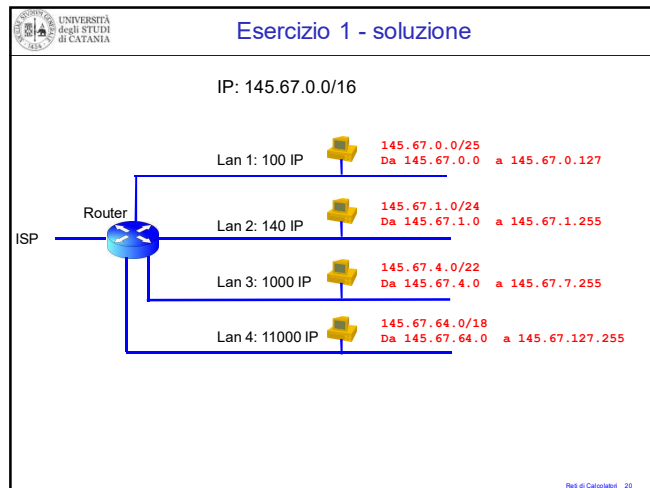 UNIVERSITÀ
degli STUDI
di CATANIA
Esercizio 1 - soluzione
IP: 145.67.0.0/16
Lan 1: 100 IP
145.67.0.0/25
Da 145.67.0.0 a 145.67.0.127
Router
ISP
Lan 2: 140 IP
145.67.1.0/24
Da 145.67.1.0 a 145.67.1.255
Lan 3: 1000 IP
145.67.4.0/22
Da 145.67.4.0 a 145.67.7.255
Lan 4: 11000 IP
145.67.64.0/18
Da 145.67.64.0 a 145.67.127.255
Reti di Calcolatori 20